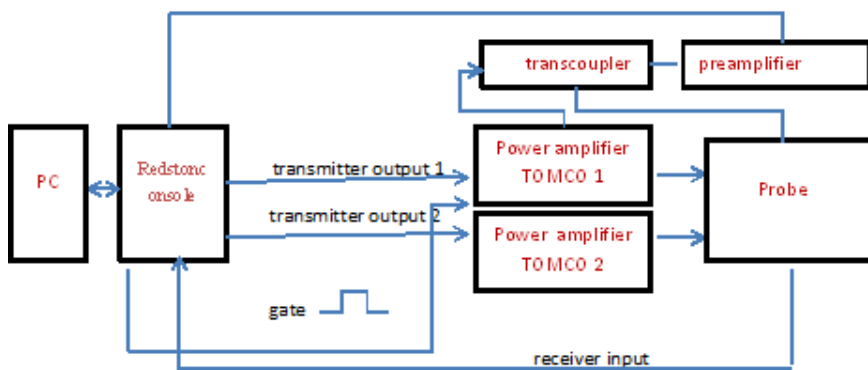 transcoupler
preamplifier
PC
Redstonc
onsole
transmitter output 1
Power amplifier
TOMCO 1
Probe
transmitter output 2
Power amplifier
TOMCO 2
gate
receiver input